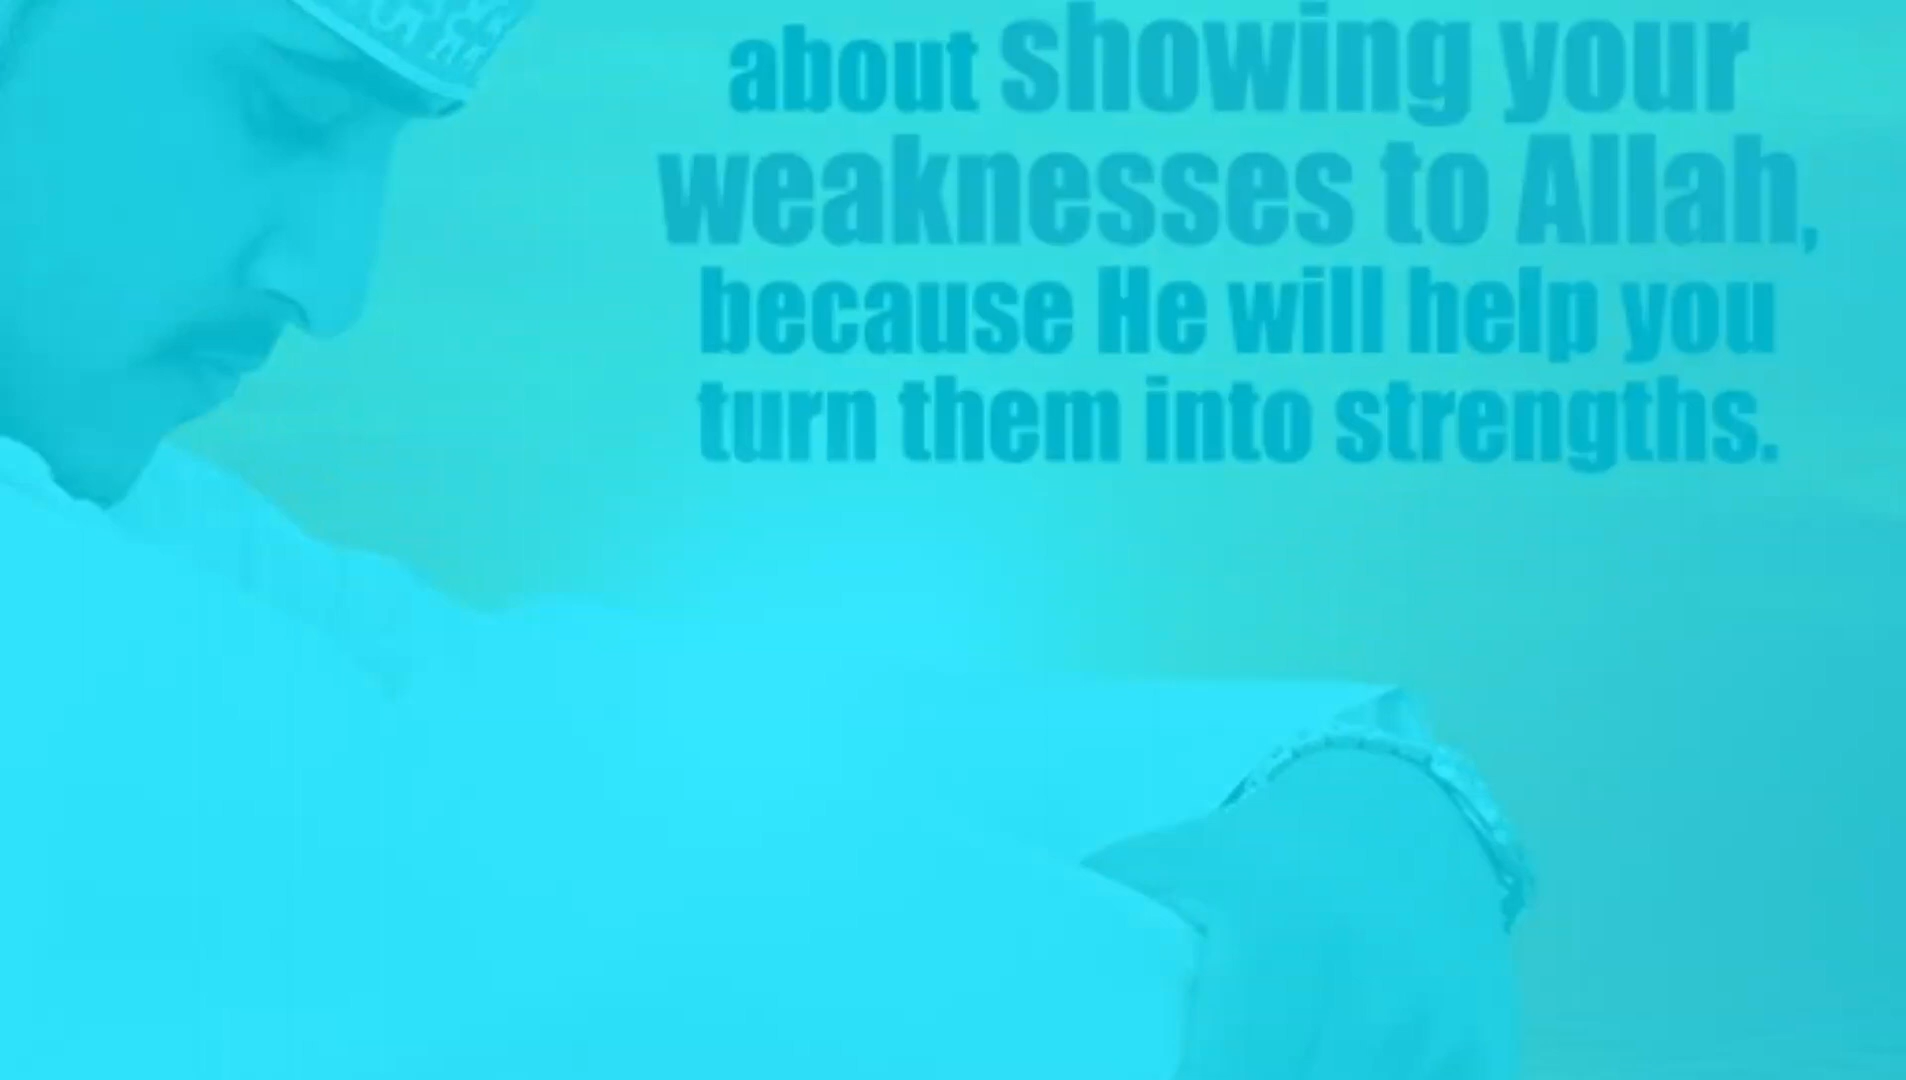 about showing your
weaknesses to Allah,
because He will help you
turn them into strengths.